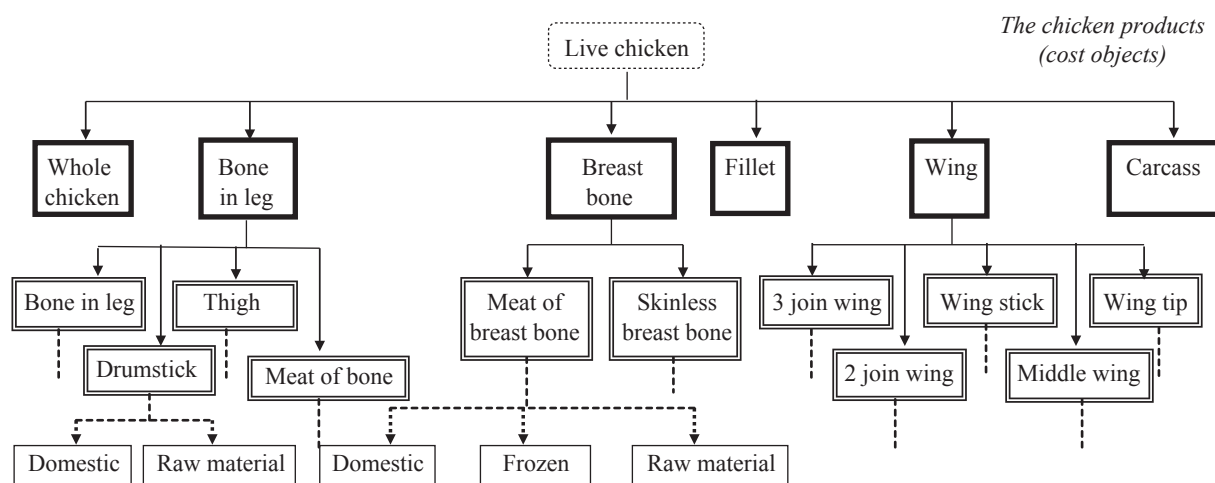 The chicken products
(cost objects)
Live chicken
Whole
chicken
Bone
in leg
Breast
bone
Fillet
Wing
Carcass
Bone in leg
Thigh
Drumstick
Meat of bone
Meat of
breast bone
Skinless
breast bone
3 join wing
Wing stick
Wing tip
2 join wing
Middle wing
Domestic
Raw material
Domestic
Frozen
Raw material